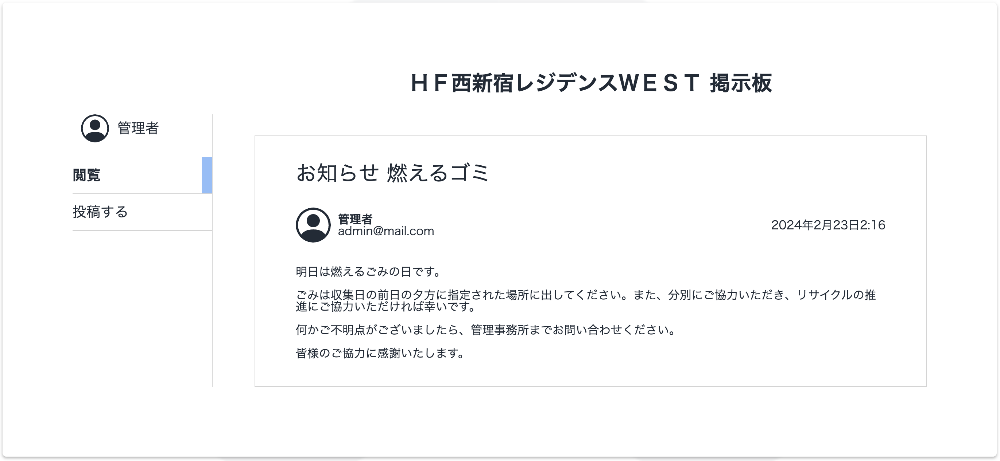 ＨＦ西新宿レジデンスＷＥＳＴ 掲示板
管理者
閲覧
投稿する
お知らせ 燃えるゴミ
管理者
admin@mail.com
2024年2月23日2:16
明日は燃えるごみの日です。
ごみは収集日の前日の夕方に指定された場所に出してください。また、分別にご協力いただき、リサイクルの推
進にご協力いただければ幸いです。
何かご不明点がございましたら、管理事務所までお問い合わせください。
皆様のご協力に感謝いたします。